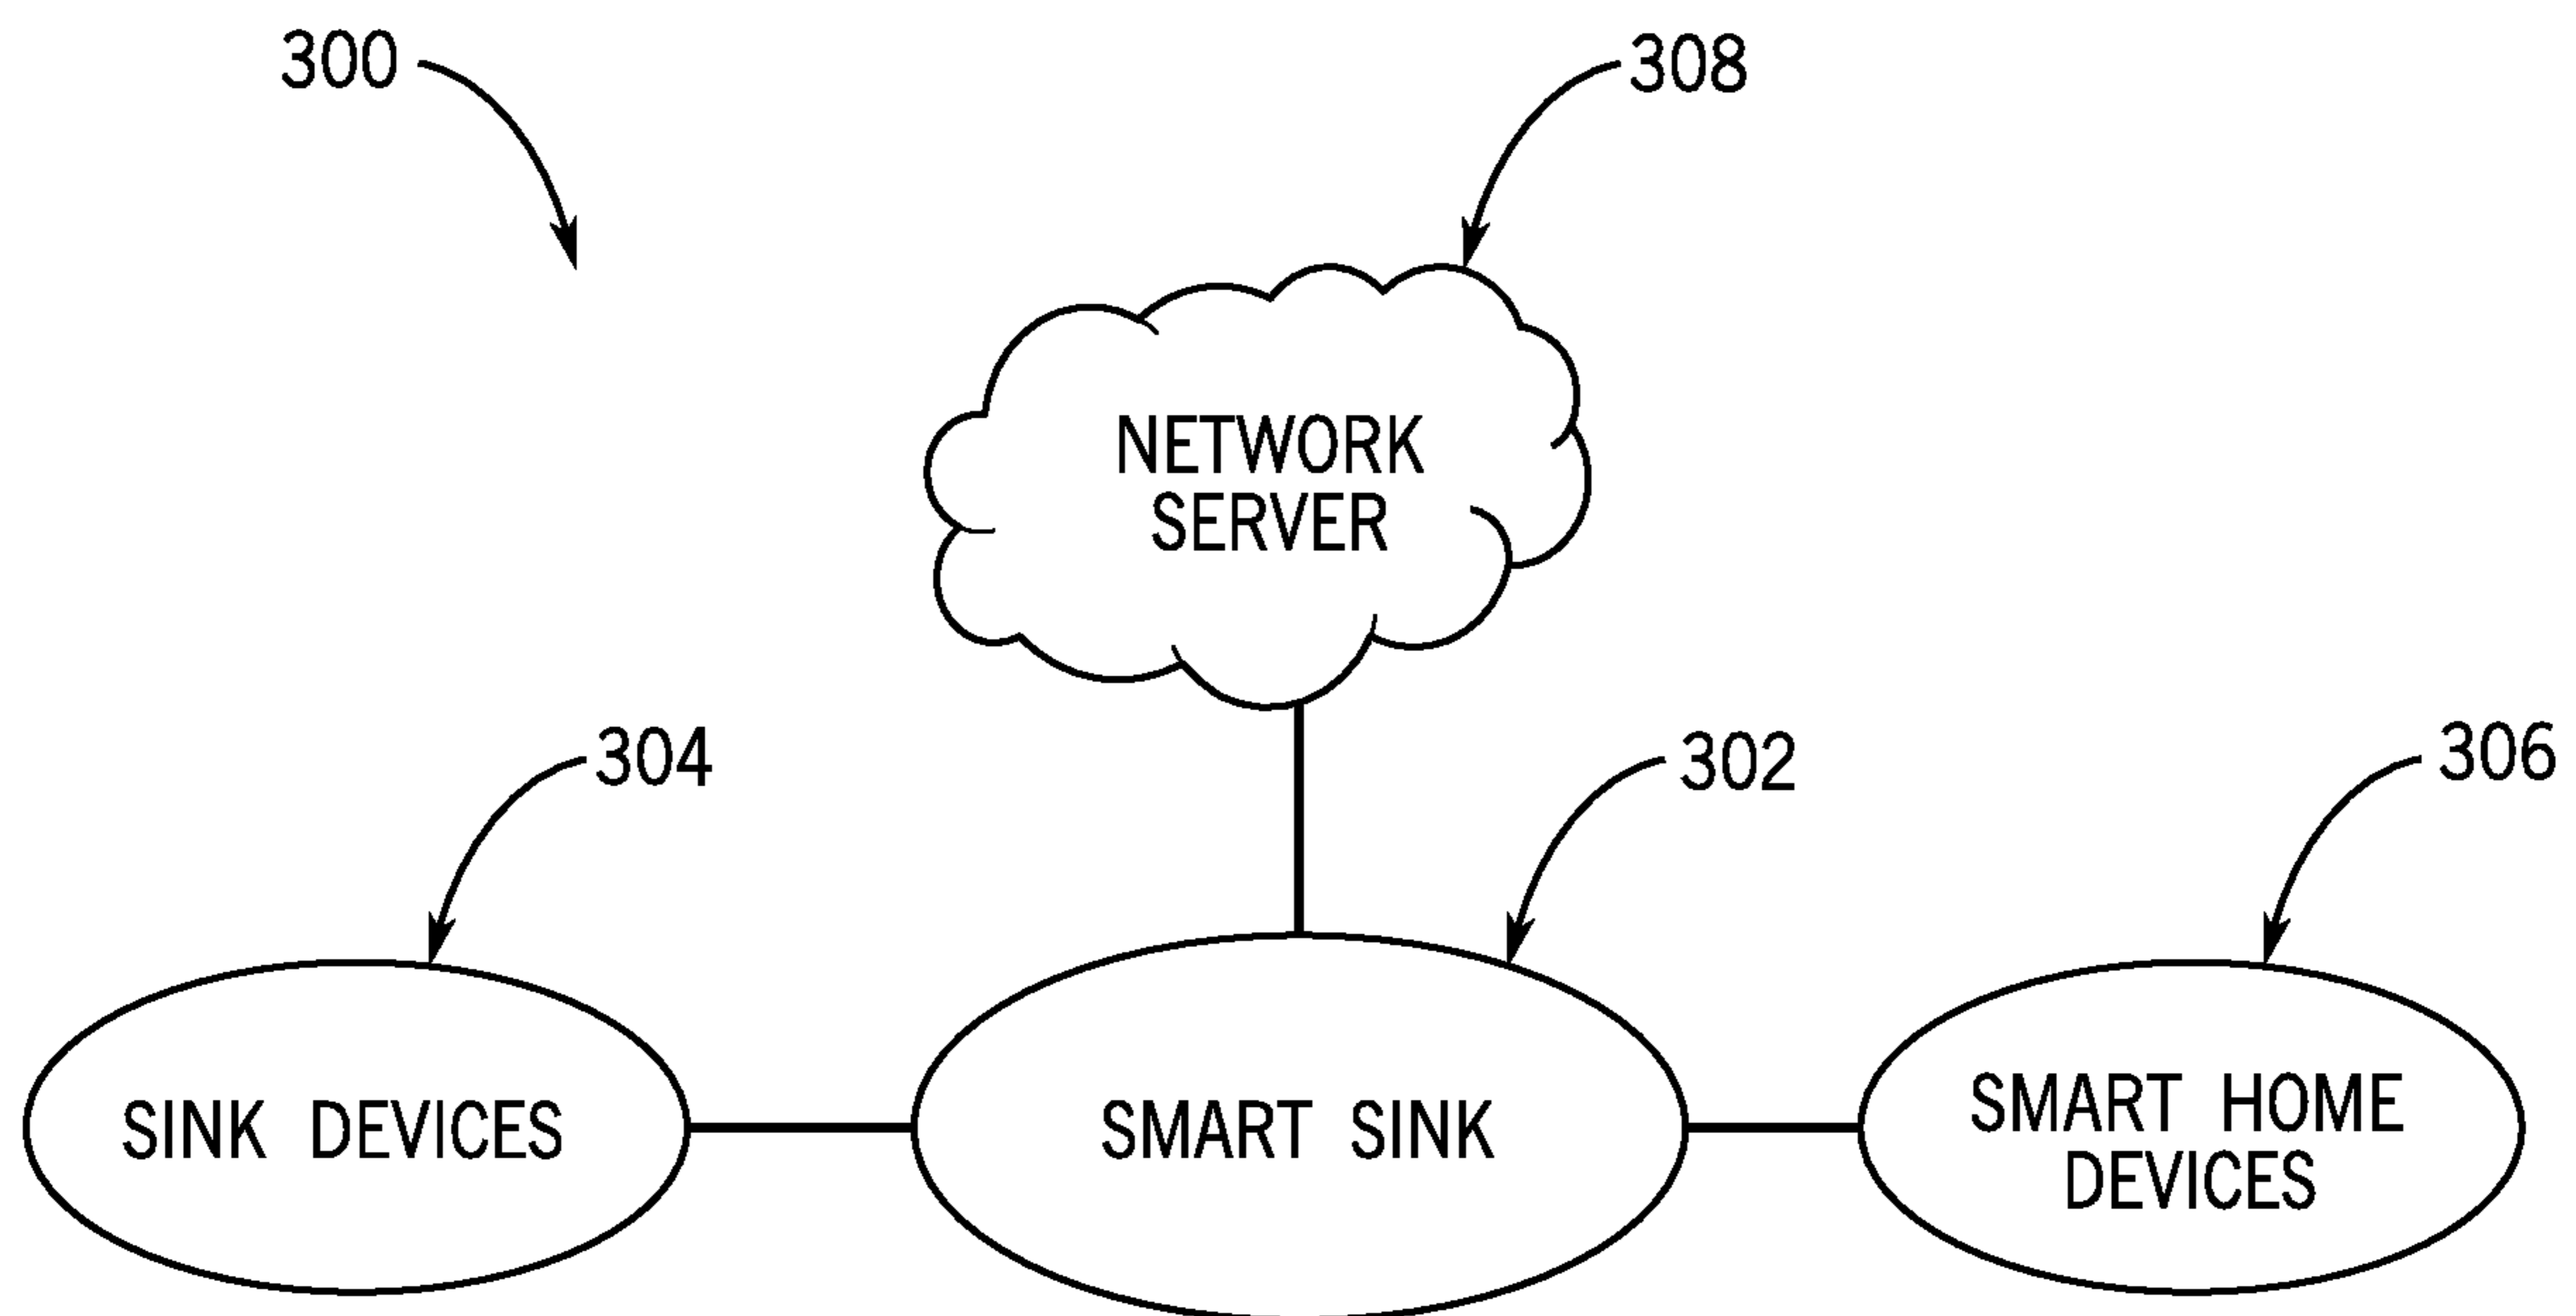 300
308
NETWORK
SERVER
304
302
306
SINK DEVICES
SMART SINK
SMART HOME
DEVICES